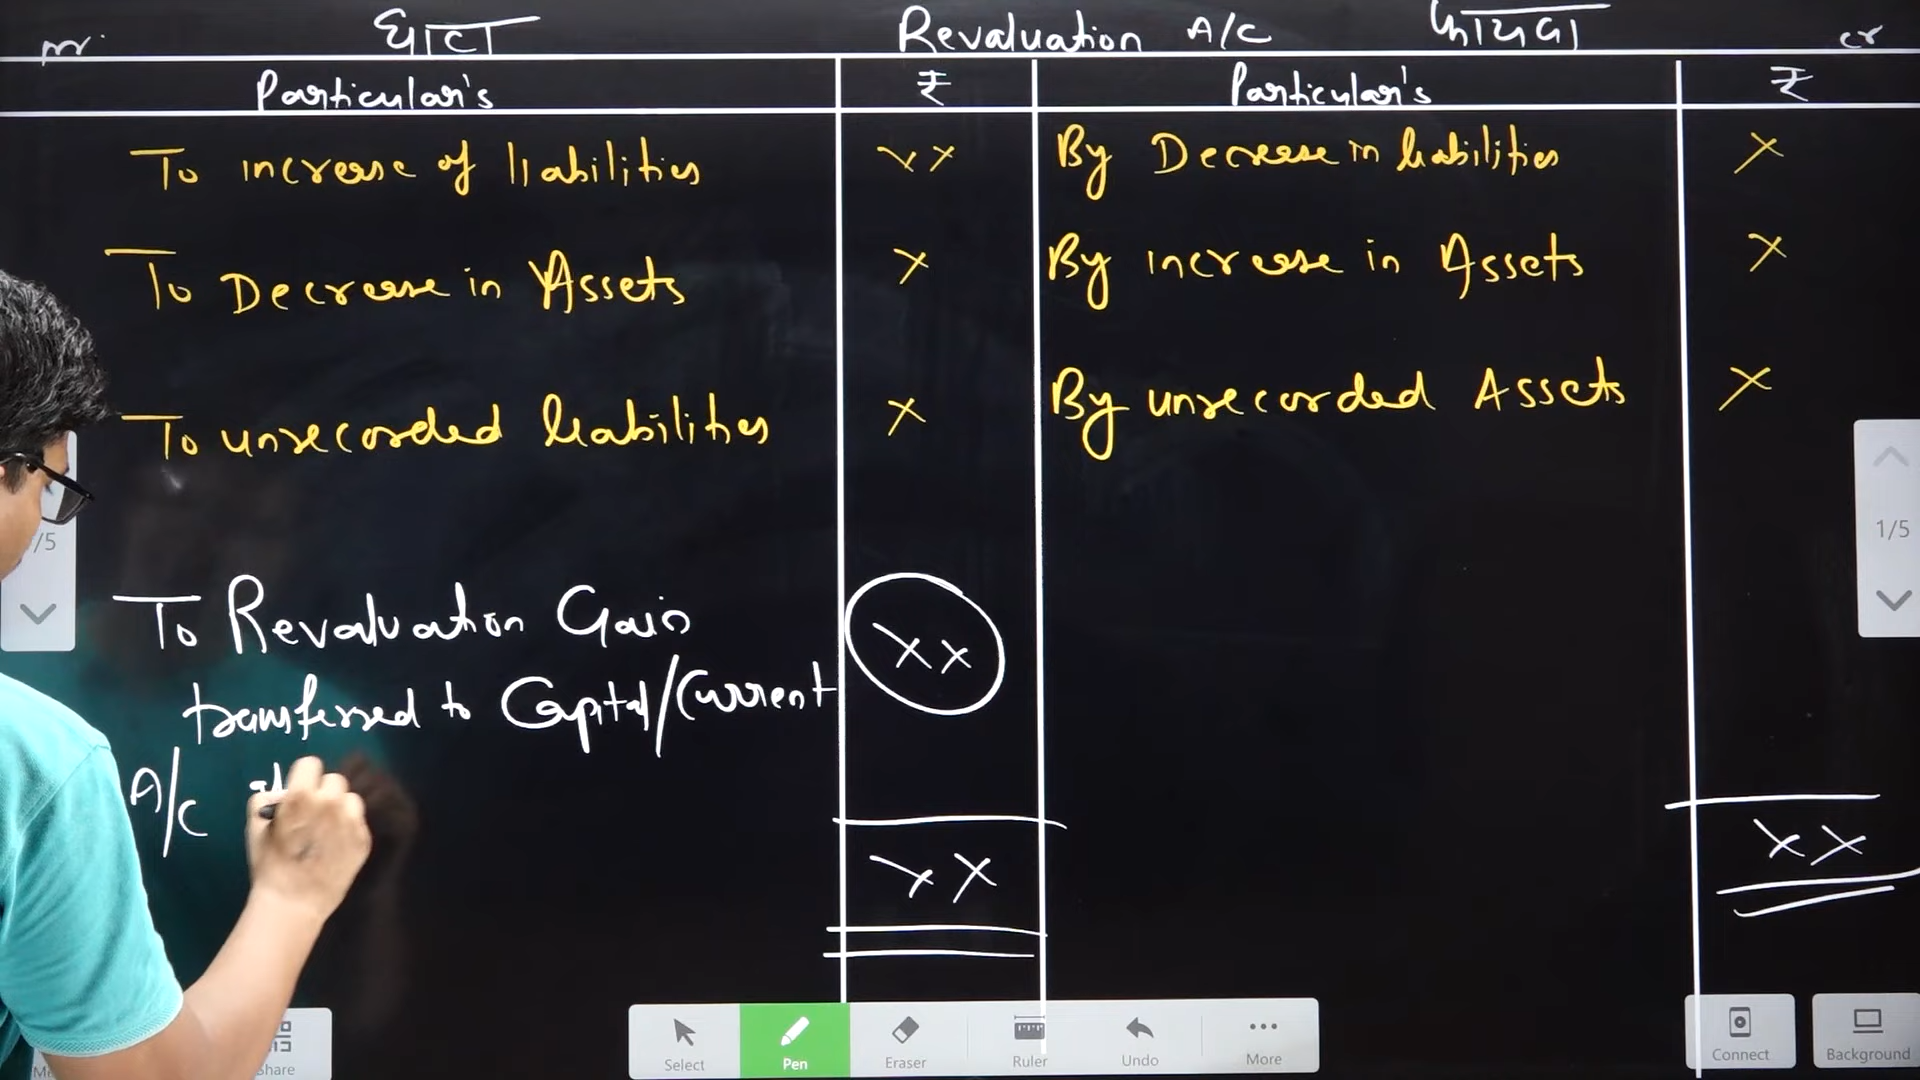 घाटा Revaluation A/C फायदा
Dr. cr
Particular's ₹ Particular's ₹
To increase of liabilities xx By Decrease in liabilities x
To Decrease in Assets x By increase in Assets x
To unrecorded liabilities x By unrecorded Assets x
/5
1/5
To Revaluation Gain xx
transferred to Capital/Current
A/C
xx xx
Select Pen Eraser Ruler Undo More
Share Connect Background